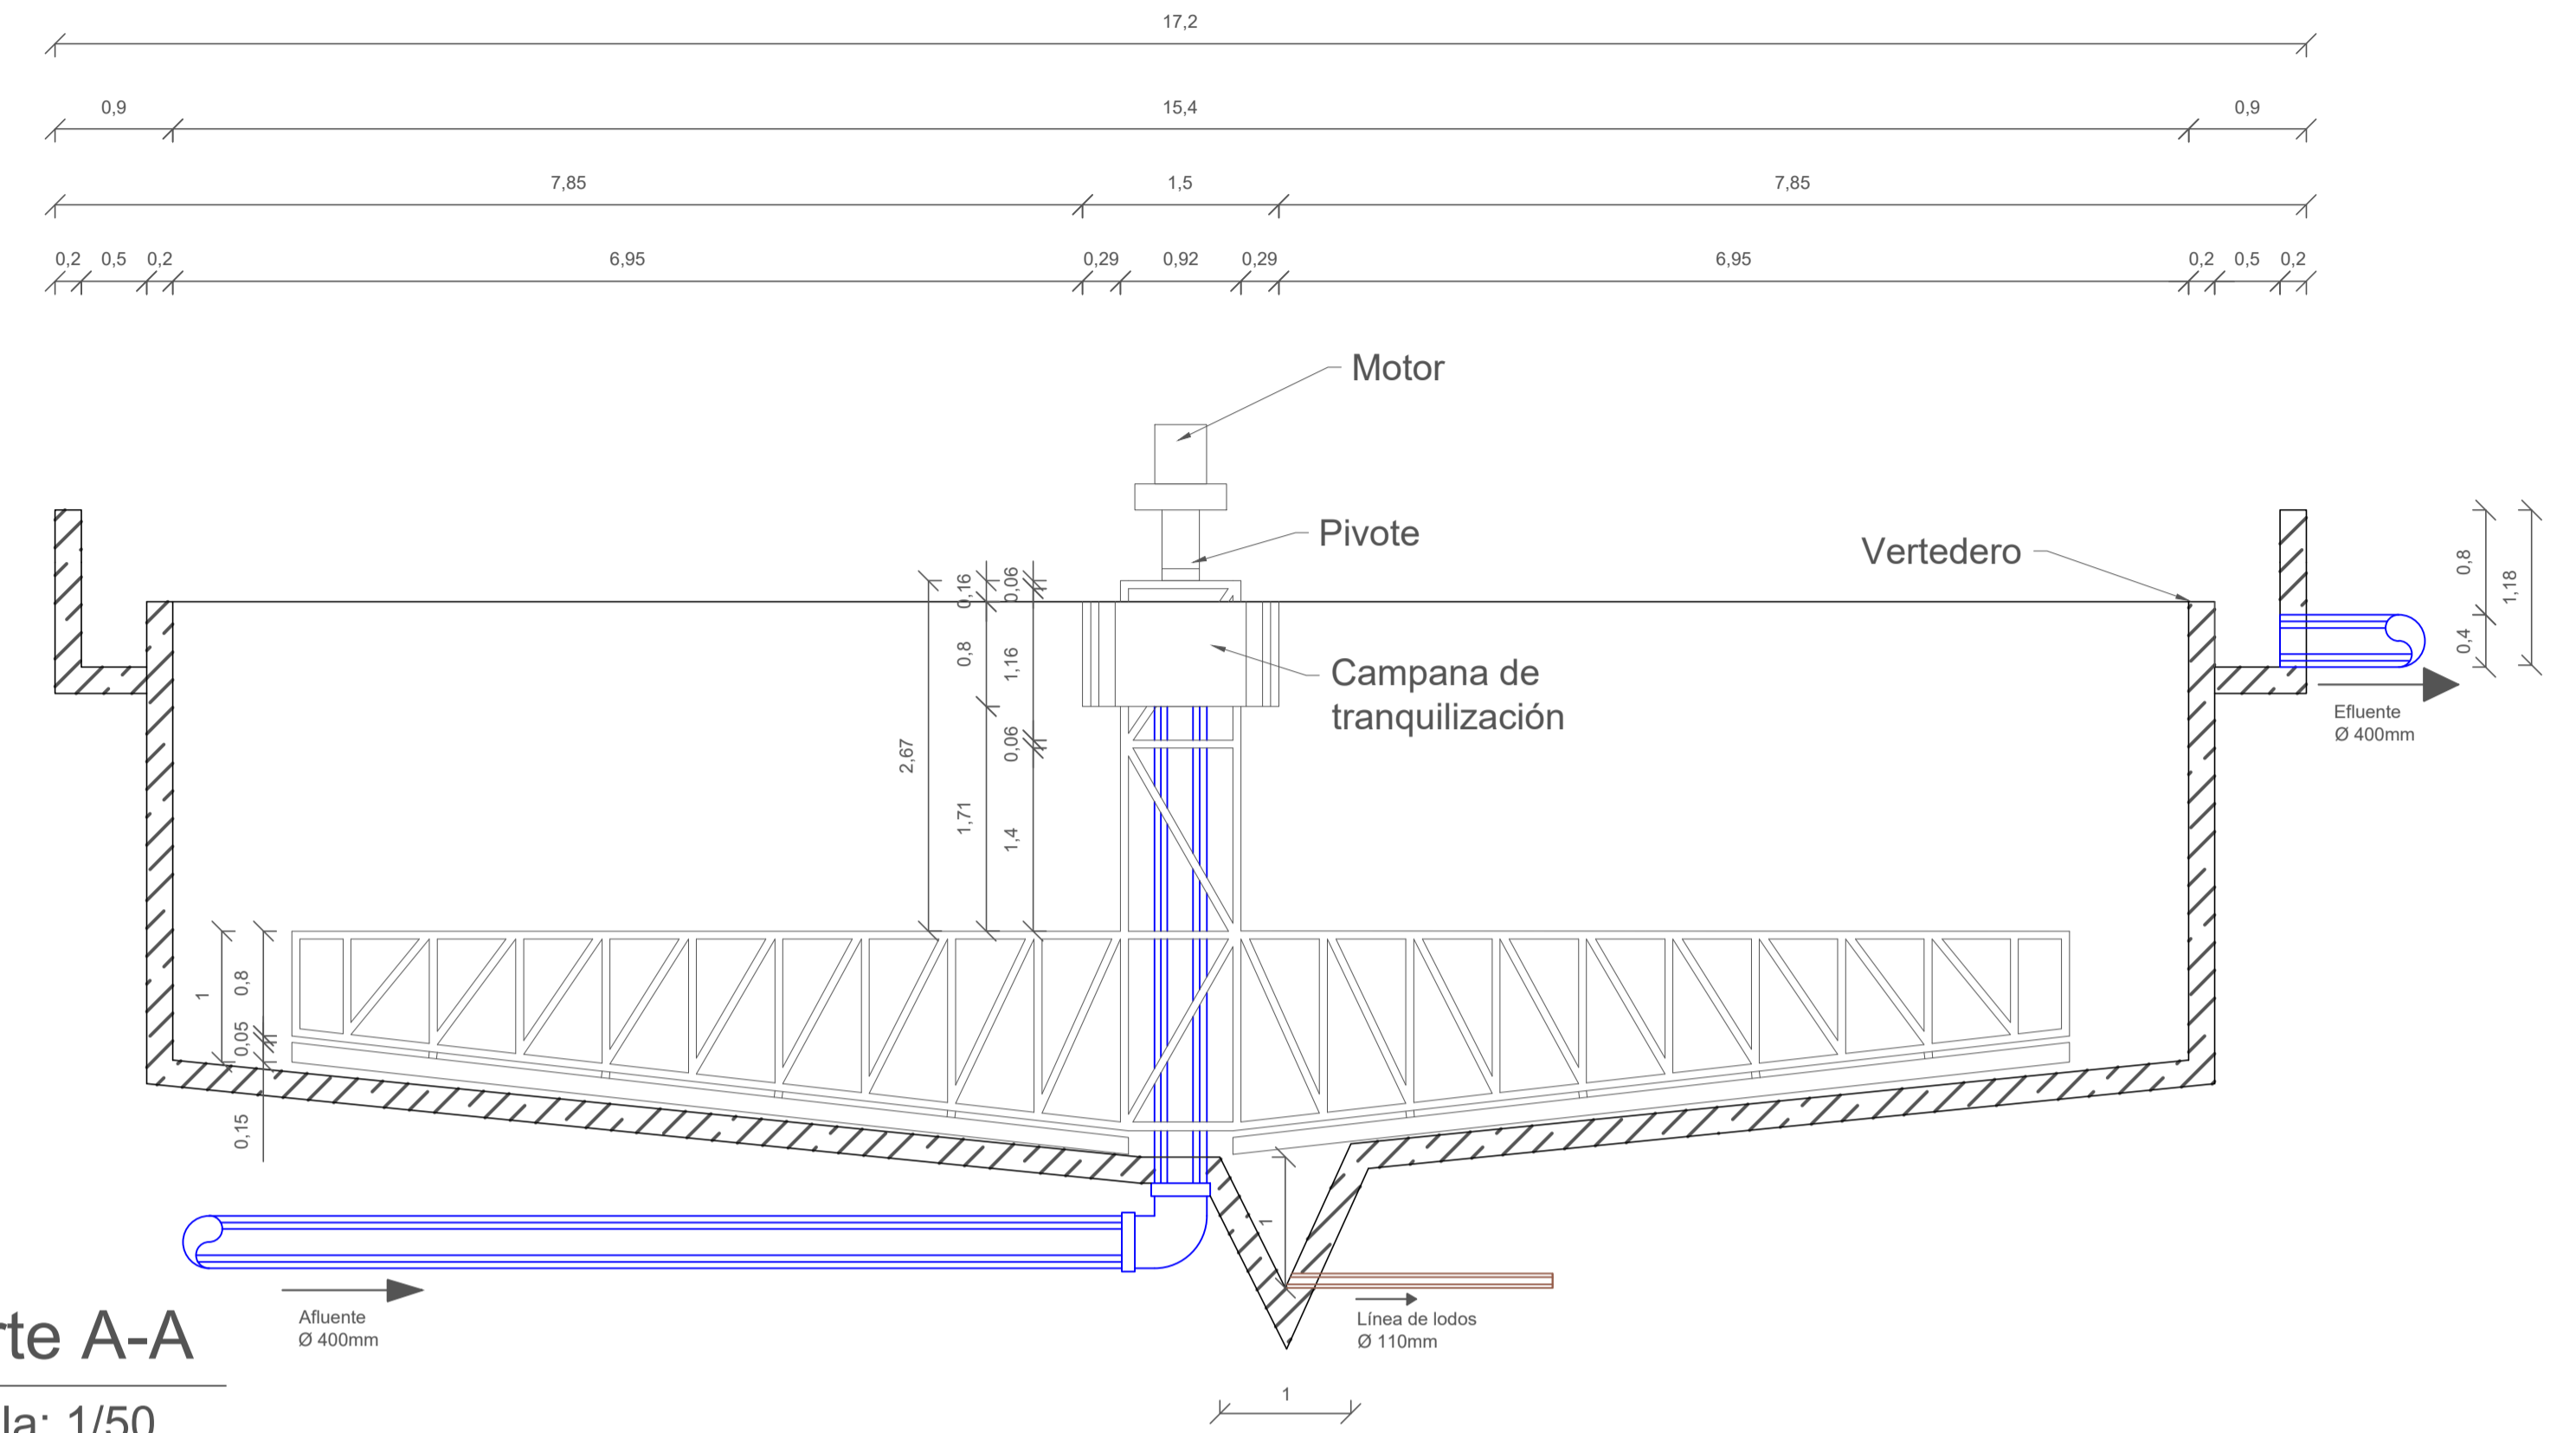 17,2
0,9 15,4 0,9
7,85 1,5 7,85
0,2 0,5 0,2 6,95 0,29 0,92 0,29 6,95 0,2 0,5 0,2
Motor
Pivote
Vertedero
Campana de
tranquilización
2,67
0,16
0,8
1,71
0,06
1,16
0,06
1,4
0,8
0,4
1,18
Efluente
Ø 400mm
1
0,8
0,05
0,15
1
Afluente
Ø 400mm
Línea de lodos
Ø 110mm
1
rte A-A
la: 1/50